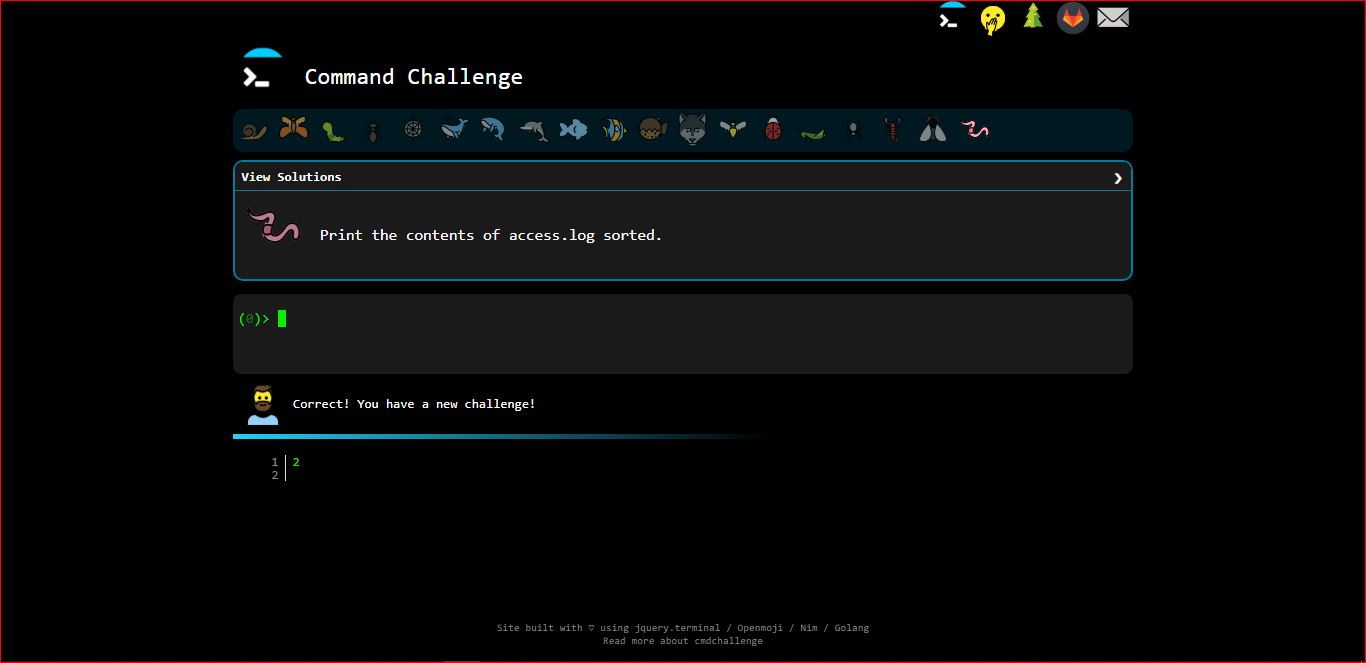 Command Challenge
View Solutions
Print the contents of access.log sorted.
(0)>
Correct! You have a new challenge!
1 2
2
Site built with ♡ using jquery.terminal / Openmoji / Nim / Golang
Read more about cmdchallenge